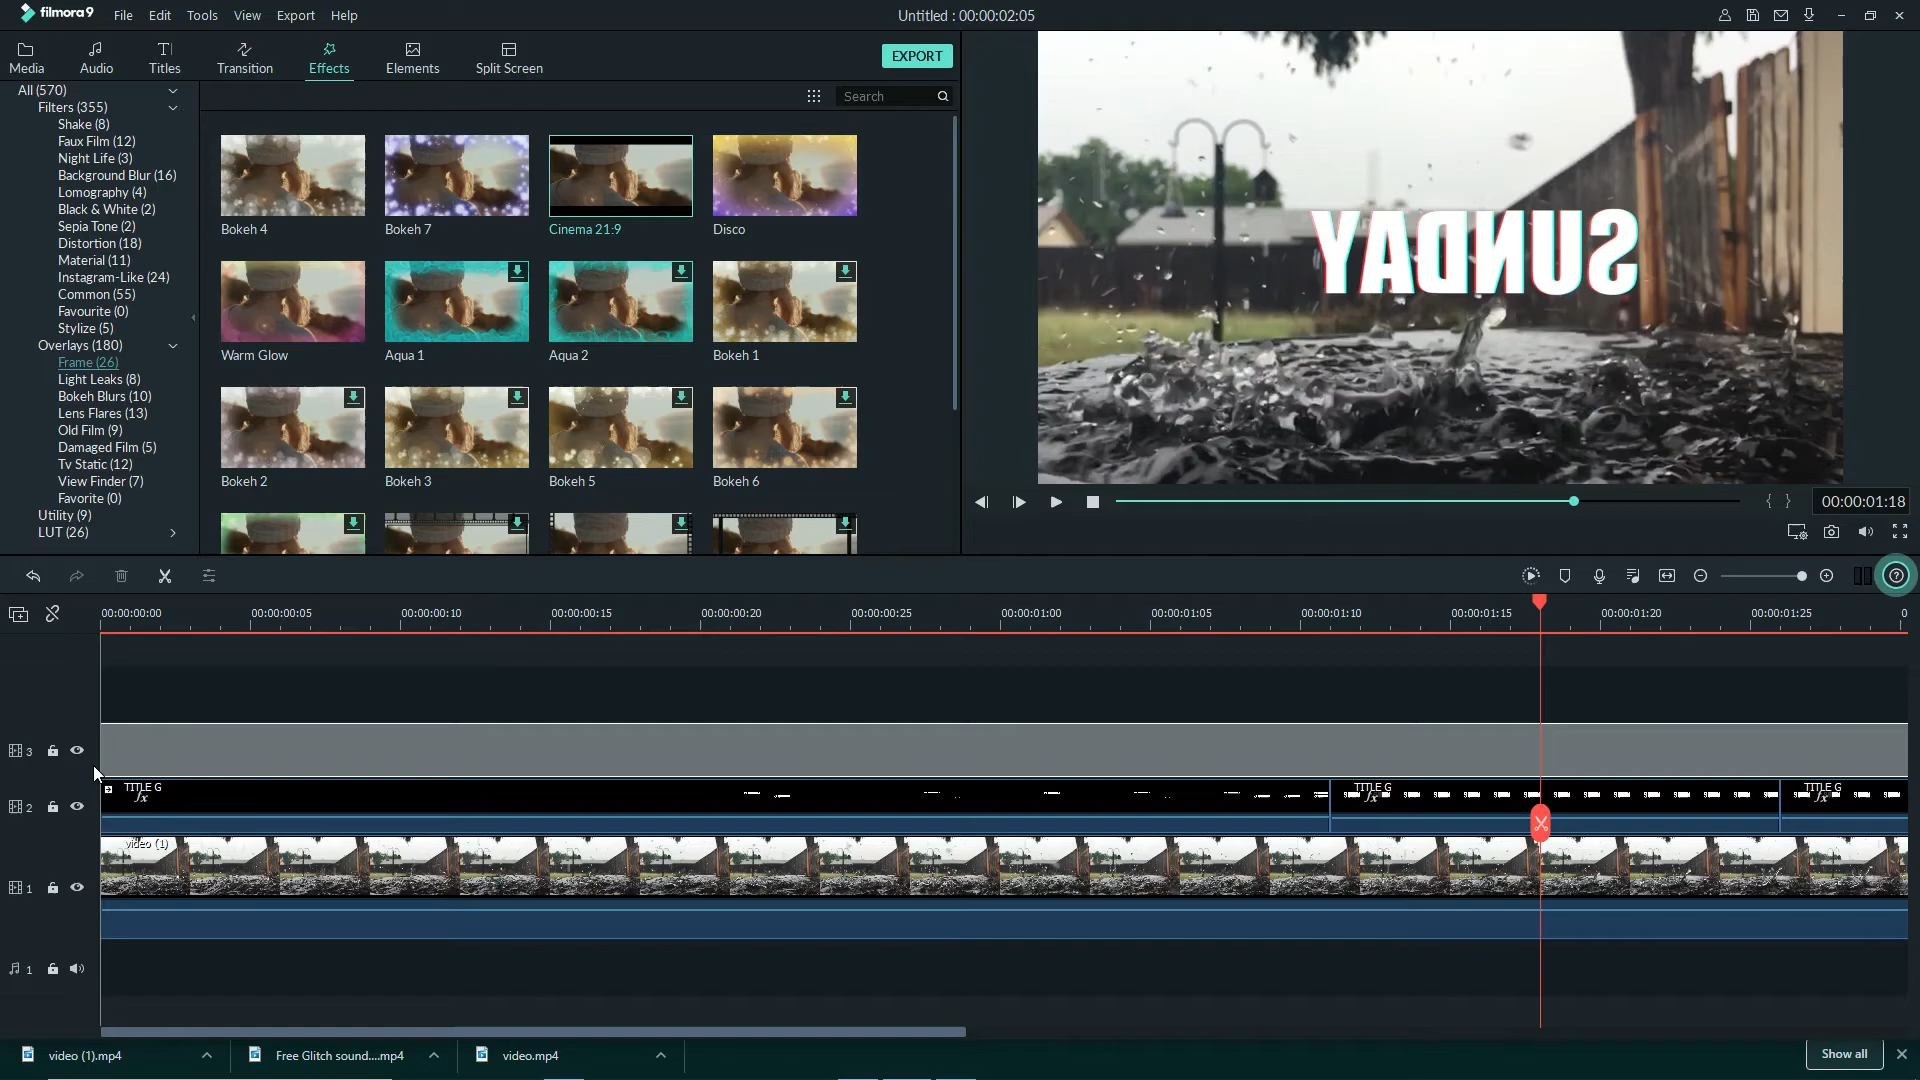 filmora9 File Edit Tools View Export Help Untitled : 00:00:02:05
Media Audio Titles Transition Effects Elements Split Screen EXPORT
All (570)
Filters (355)
Shake (8)
Faux Film (12)
Night Life (3)
Background Blur (16)
Lomography (4)
Black & White (2)
Sepia Tone (2)
Distortion (18)
Material (11)
Instagram-Like (24)
Common (55)
Favourite (0)
Stylize (5)
Overlays (180)
Frame (26)
Light Leaks (8)
Bokeh Blurs (10)
Lens Flares (13)
Old Film (9)
Damaged Film (5)
Tv Static (12)
View Finder (7)
Favorite (0)
Utility (9)
LUT (26)
Search
Bokeh 4 Bokeh 7 Cinema 21:9 Disco
Warm Glow Aqua 1 Aqua 2 Bokeh 1
Bokeh 2 Bokeh 3 Bokeh 5 Bokeh 6
SUNDAY
{ } 00:00:01:18
00:00:00:00 00:00:00:05 00:00:00:10 00:00:00:15 00:00:00:20 00:00:00:25 00:00:01:00 00:00:01:05 00:00:01:10 00:00:01:15 00:00:01:20 00:00:01:25 0
3
2 TITLE G fx TITLE G fx TITLE G fx
1 video (1)
1
video (1).mp4 Free Glitch sound....mp4 video.mp4 Show all